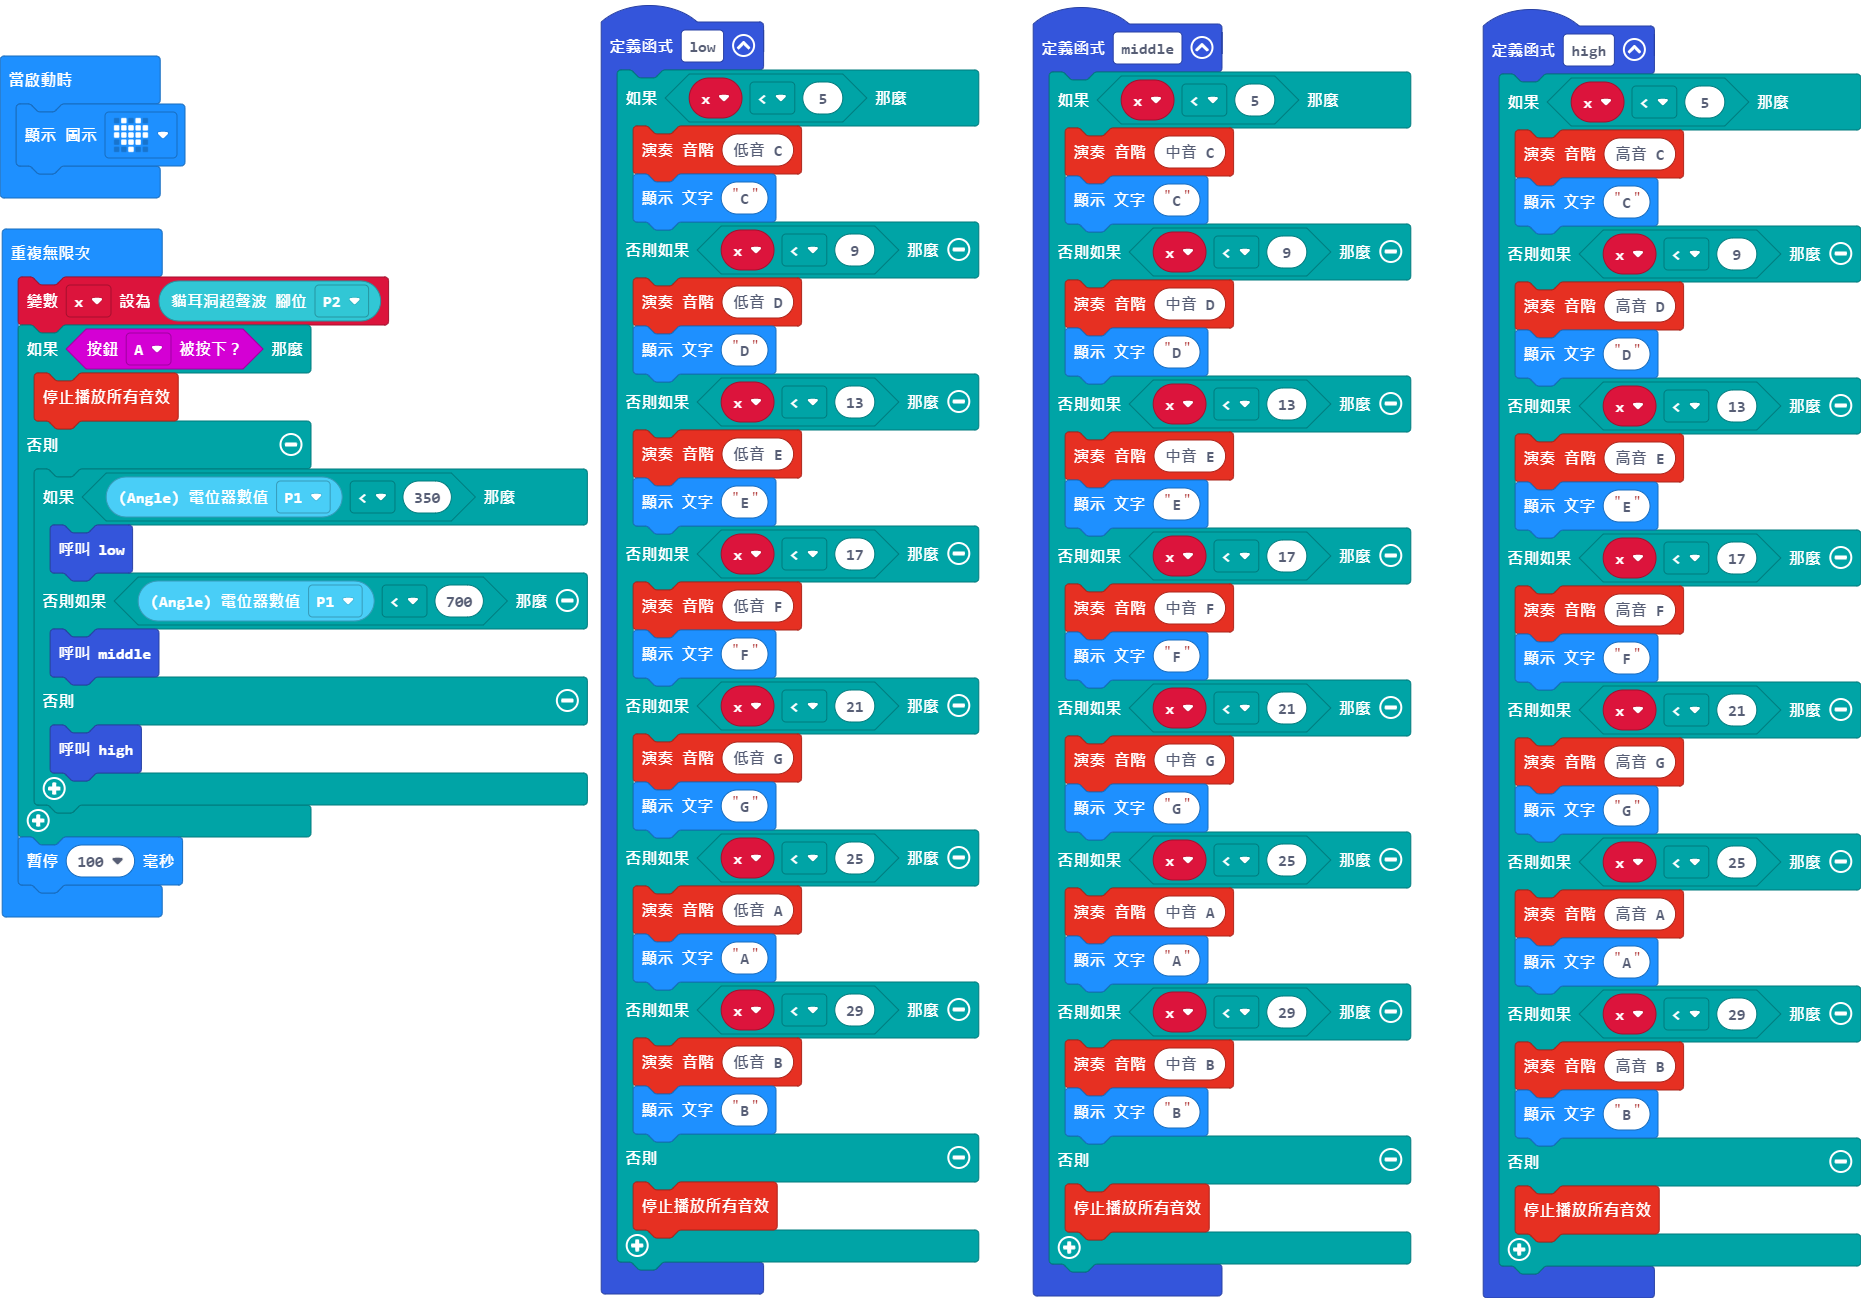 當啟動時
顯示 圖示
重複無限次
變數 x 設為 貓耳洞超聲波 腳位 P2
如果 按鈕 A 被按下？ 那麼
停止播放所有音效
否則
如果 (Angle) 電位器數值 P1 < 350 那麼
呼叫 low
否則如果 (Angle) 電位器數值 P1 < 700 那麼
呼叫 middle
否則
呼叫 high
暫停 100 毫秒
定義函式 low
如果 x < 5 那麼
演奏 音階 低音 C
顯示 文字 "C"
否則如果 x < 9 那麼
演奏 音階 低音 D
顯示 文字 "D"
否則如果 x < 13 那麼
演奏 音階 低音 E
顯示 文字 "E"
否則如果 x < 17 那麼
演奏 音階 低音 F
顯示 文字 "F"
否則如果 x < 21 那麼
演奏 音階 低音 G
顯示 文字 "G"
否則如果 x < 25 那麼
演奏 音階 低音 A
顯示 文字 "A"
否則如果 x < 29 那麼
演奏 音階 低音 B
顯示 文字 "B"
否則
停止播放所有音效
定義函式 middle
如果 x < 5 那麼
演奏 音階 中音 C
顯示 文字 "C"
否則如果 x < 9 那麼
演奏 音階 中音 D
顯示 文字 "D"
否則如果 x < 13 那麼
演奏 音階 中音 E
顯示 文字 "E"
否則如果 x < 17 那麼
演奏 音階 中音 F
顯示 文字 "F"
否則如果 x < 21 那麼
演奏 音階 中音 G
顯示 文字 "G"
否則如果 x < 25 那麼
演奏 音階 中音 A
顯示 文字 "A"
否則如果 x < 29 那麼
演奏 音階 中音 B
顯示 文字 "B"
否則
停止播放所有音效
定義函式 high
如果 x < 5 那麼
演奏 音階 高音 C
顯示 文字 "C"
否則如果 x < 9 那麼
演奏 音階 高音 D
顯示 文字 "D"
否則如果 x < 13 那麼
演奏 音階 高音 E
顯示 文字 "E"
否則如果 x < 17 那麼
演奏 音階 高音 F
顯示 文字 "F"
否則如果 x < 21 那麼
演奏 音階 高音 G
顯示 文字 "G"
否則如果 x < 25 那麼
演奏 音階 高音 A
顯示 文字 "A"
否則如果 x < 29 那麼
演奏 音階 高音 B
顯示 文字 "B"
否則
停止播放所有音效